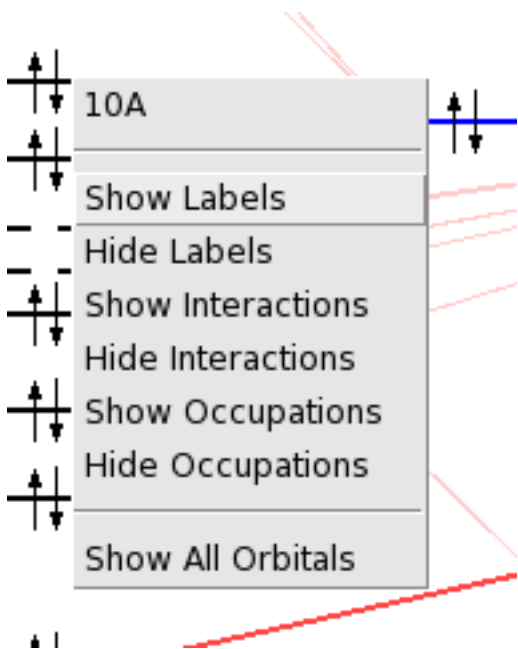 10A
Show Labels
Hide Labels
Show Interactions
Hide Interactions
Show Occupations
Hide Occupations
Show All Orbitals